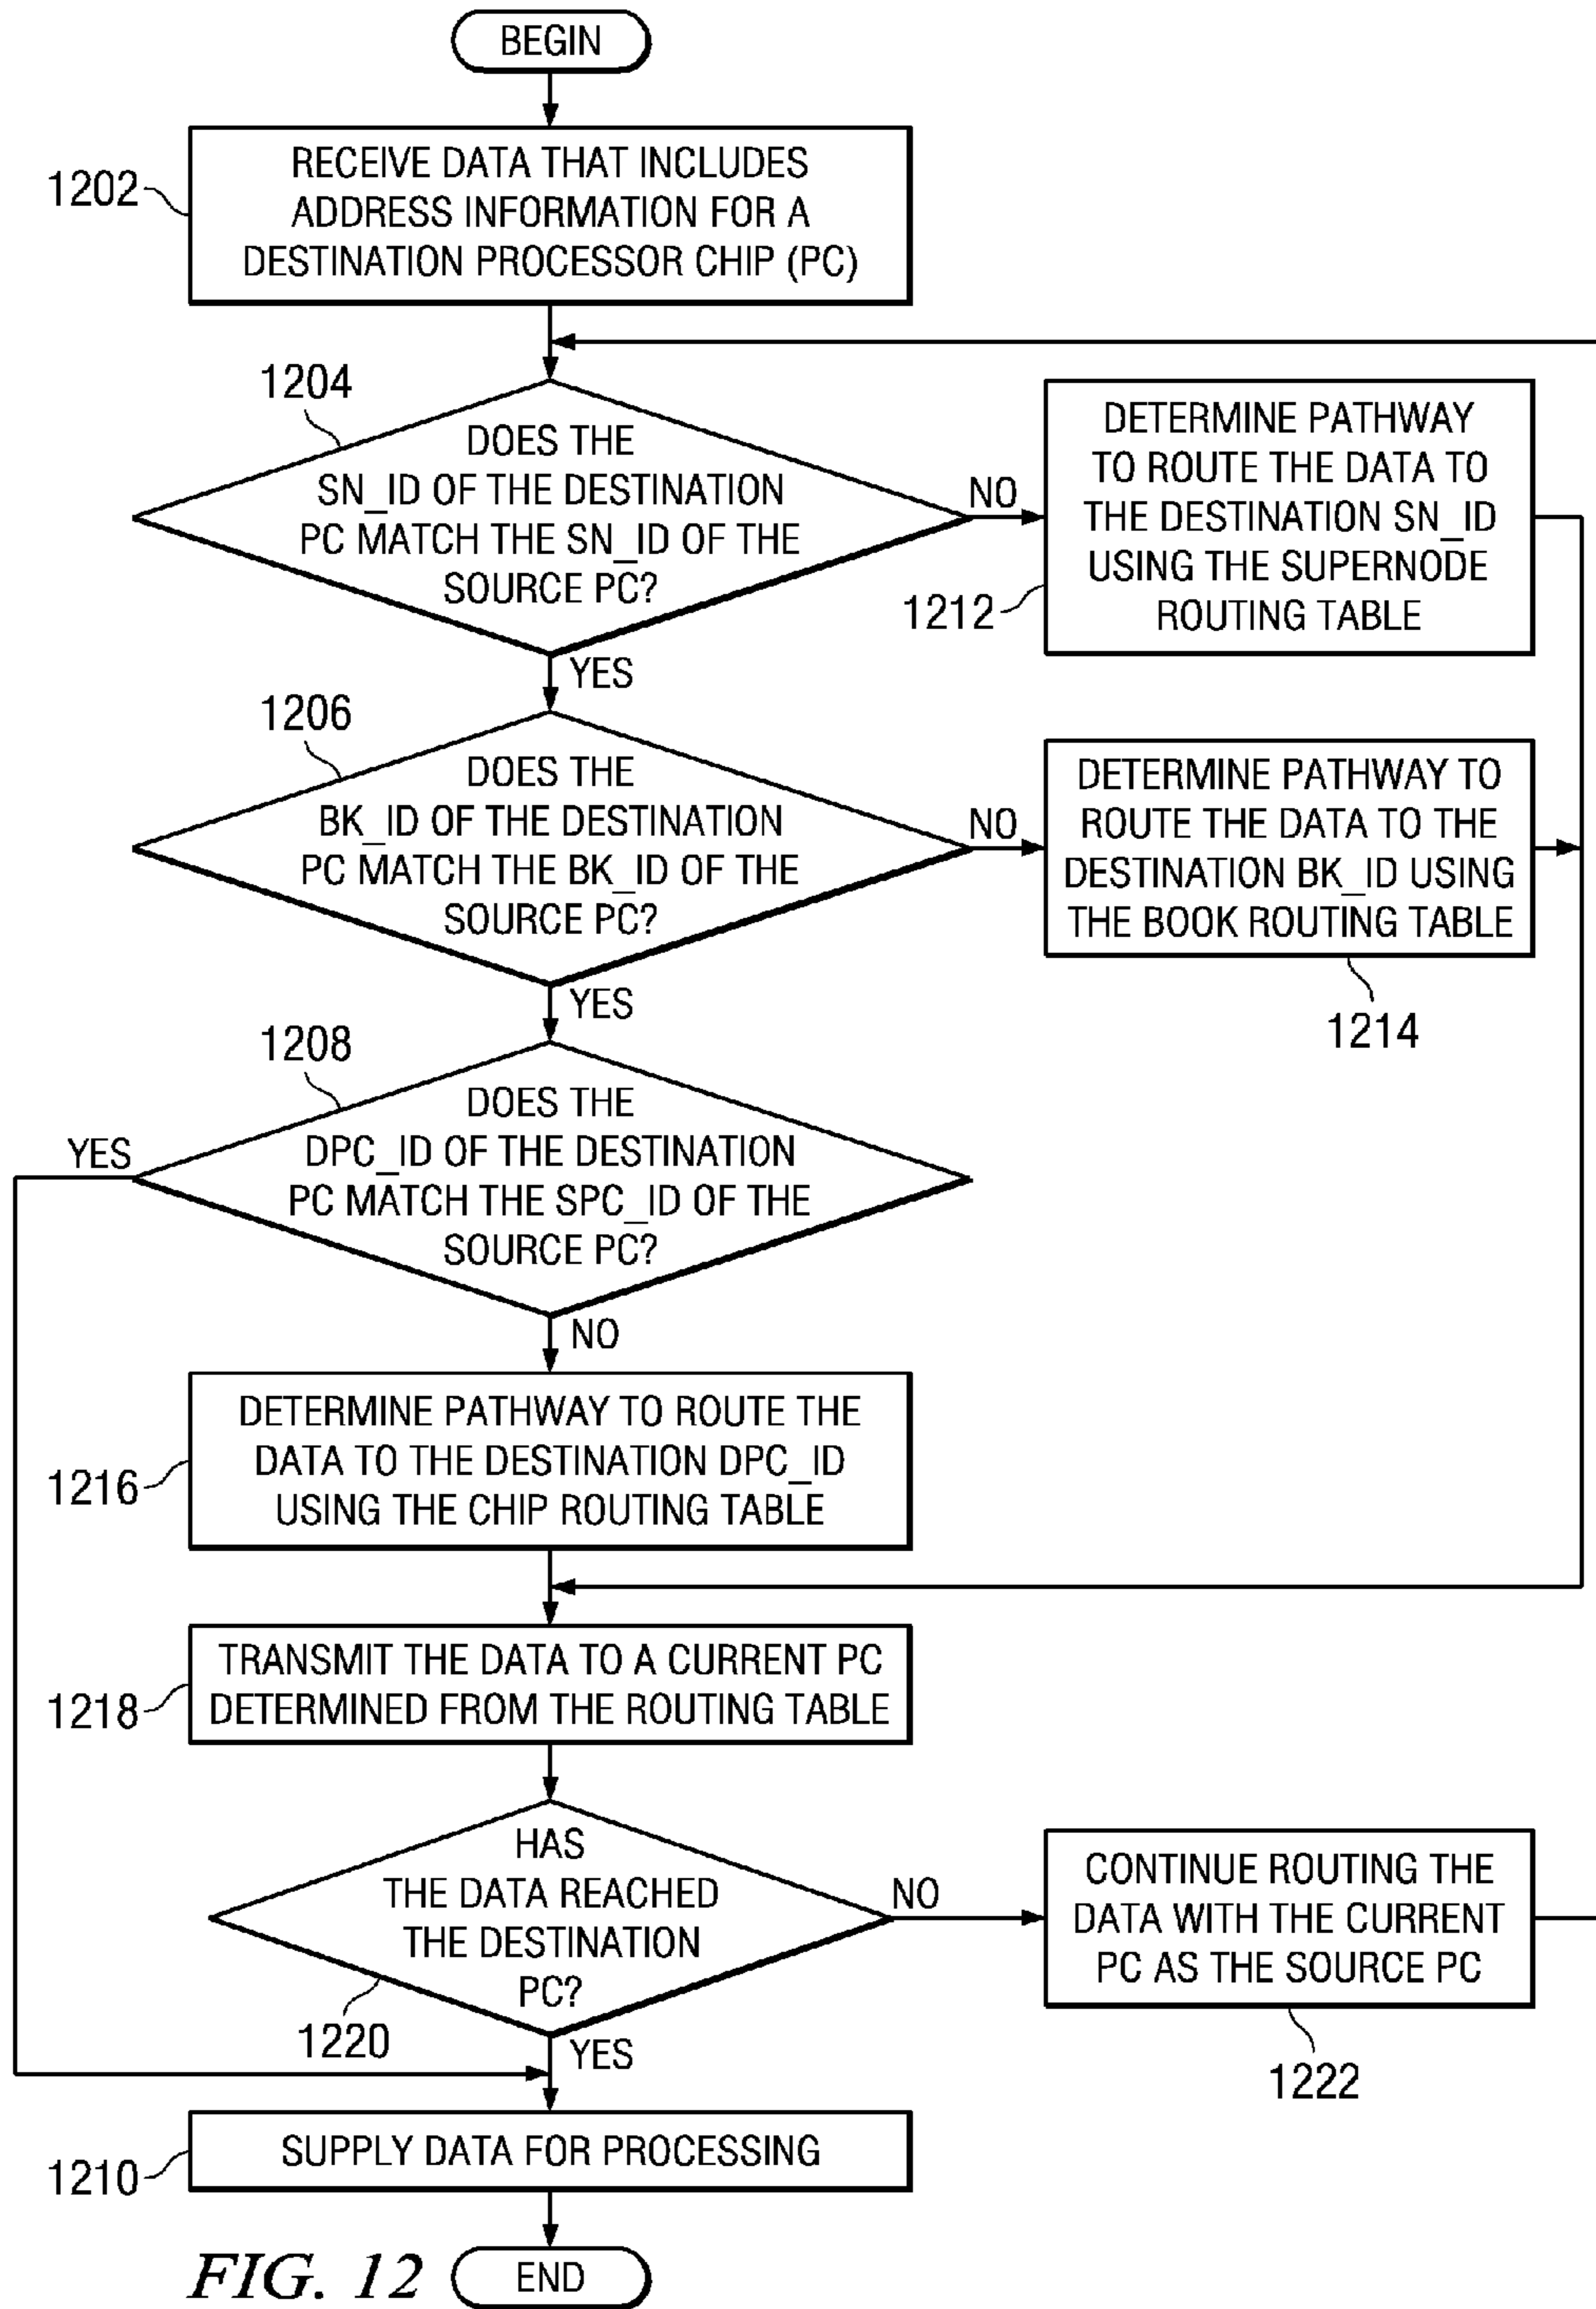 BEGIN
1202
RECEIVE DATA THAT INCLUDES
ADDRESS INFORMATION FOR A
DESTINATION PROCESSOR CHIP (PC)
1204
DOES THE
SN_ID OF THE DESTINATION
PC MATCH THE SN_ID OF THE
SOURCE PC?
NO
DETERMINE PATHWAY
TO ROUTE THE DATA TO
THE DESTINATION SN_ID
USING THE SUPERNODE
ROUTING TABLE
1212
YES
1206
DOES THE
BK_ID OF THE DESTINATION
PC MATCH THE BK_ID OF THE
SOURCE PC?
NO
DETERMINE PATHWAY TO
ROUTE THE DATA TO THE
DESTINATION BK_ID USING
THE BOOK ROUTING TABLE
1214
YES
1208
DOES THE
DPC_ID OF THE DESTINATION
PC MATCH THE SPC_ID OF THE
SOURCE PC?
YES
NO
DETERMINE PATHWAY TO ROUTE THE
DATA TO THE DESTINATION DPC_ID
USING THE CHIP ROUTING TABLE
1216
TRANSMIT THE DATA TO A CURRENT PC
DETERMINED FROM THE ROUTING TABLE
1218
HAS
THE DATA REACHED
THE DESTINATION
PC?
1220
NO
CONTINUE ROUTING THE
DATA WITH THE CURRENT
PC AS THE SOURCE PC
1222
YES
SUPPLY DATA FOR PROCESSING
1210
END
FIG. 12